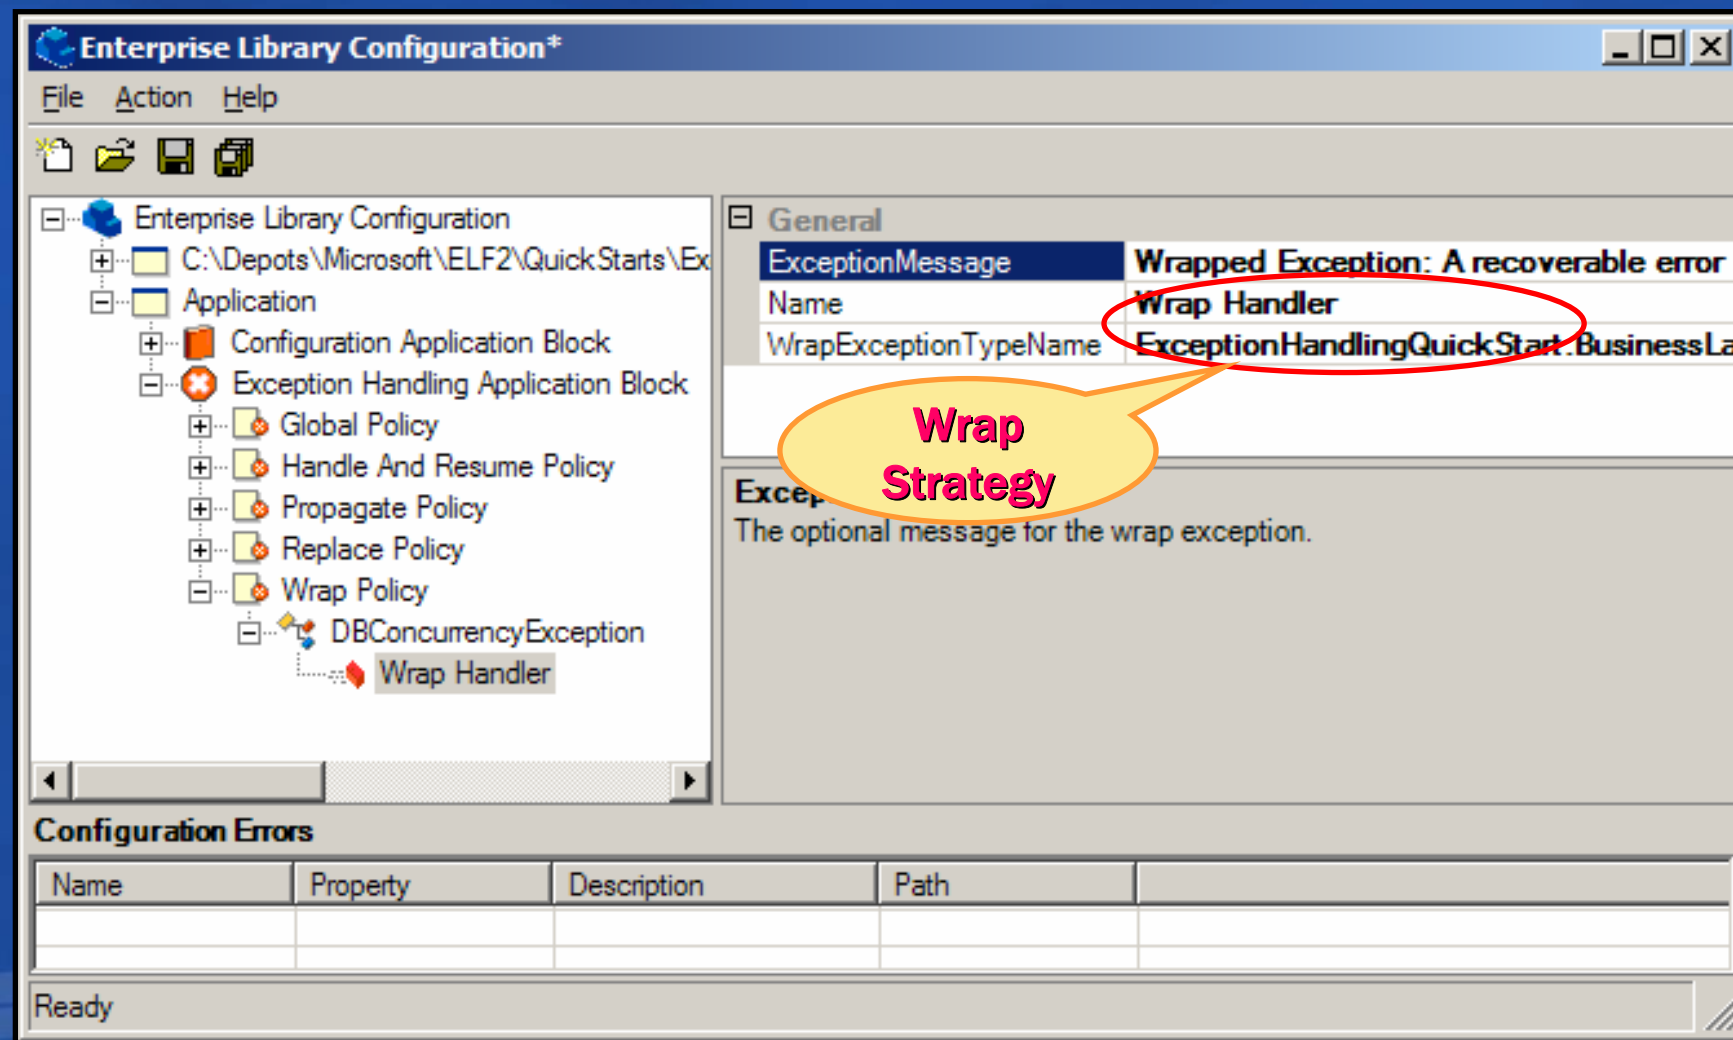 Enterprise Library Configuration*
File Action Help
Enterprise Library Configuration
C:\Depots\Microsoft\ELF2\QuickStarts\Ex
Application
Configuration Application Block
Exception Handling Application Block
Global Policy
Handle And Resume Policy
Propagate Policy
Replace Policy
Wrap Policy
DBConcurrencyException
Wrap Handler
General
ExceptionMessage Wrapped Exception: A recoverable error
Name Wrap Handler
WrapExceptionTypeName ExceptionHandlingQuickStart.BusinessLa
Wrap
Strategy
Excep
The optional message for the wrap exception.
Configuration Errors
Name Property Description Path
Ready